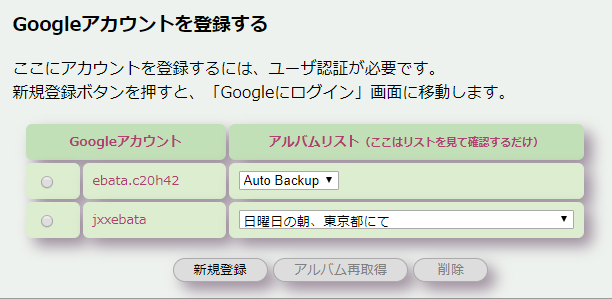 Googleアカウントを登録する
ここにアカウントを登録するには、ユーザ認証が必要です。
新規登録ボタンを押すと、「Googleにログイン」画面に移動します。
Googleアカウント アルバムリスト（ここはリストを見て確認するだけ）
ebata.c20h42 Auto Backup
jxxebata 日曜日の朝、東京都にて
新規登録 アルバム再取得 削除